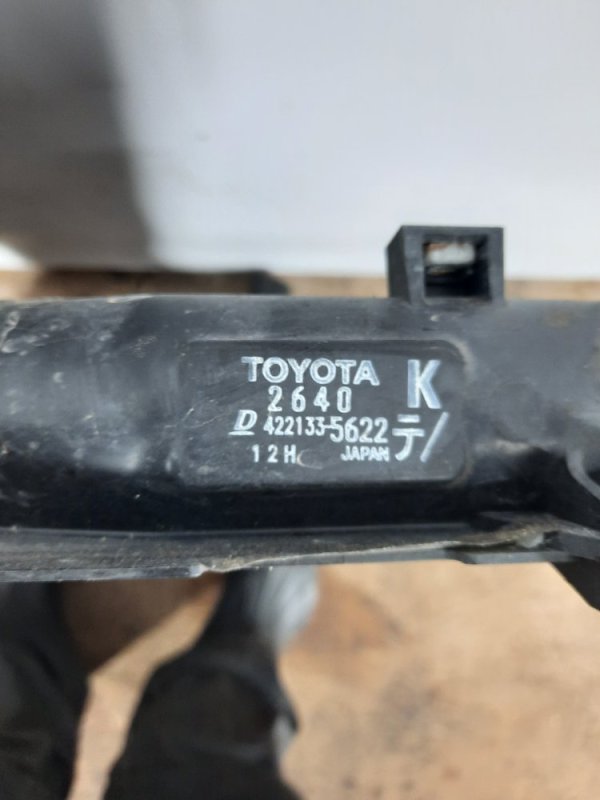 TOYOTA K
2640
D 422133-5622 テ/
12H JAPAN